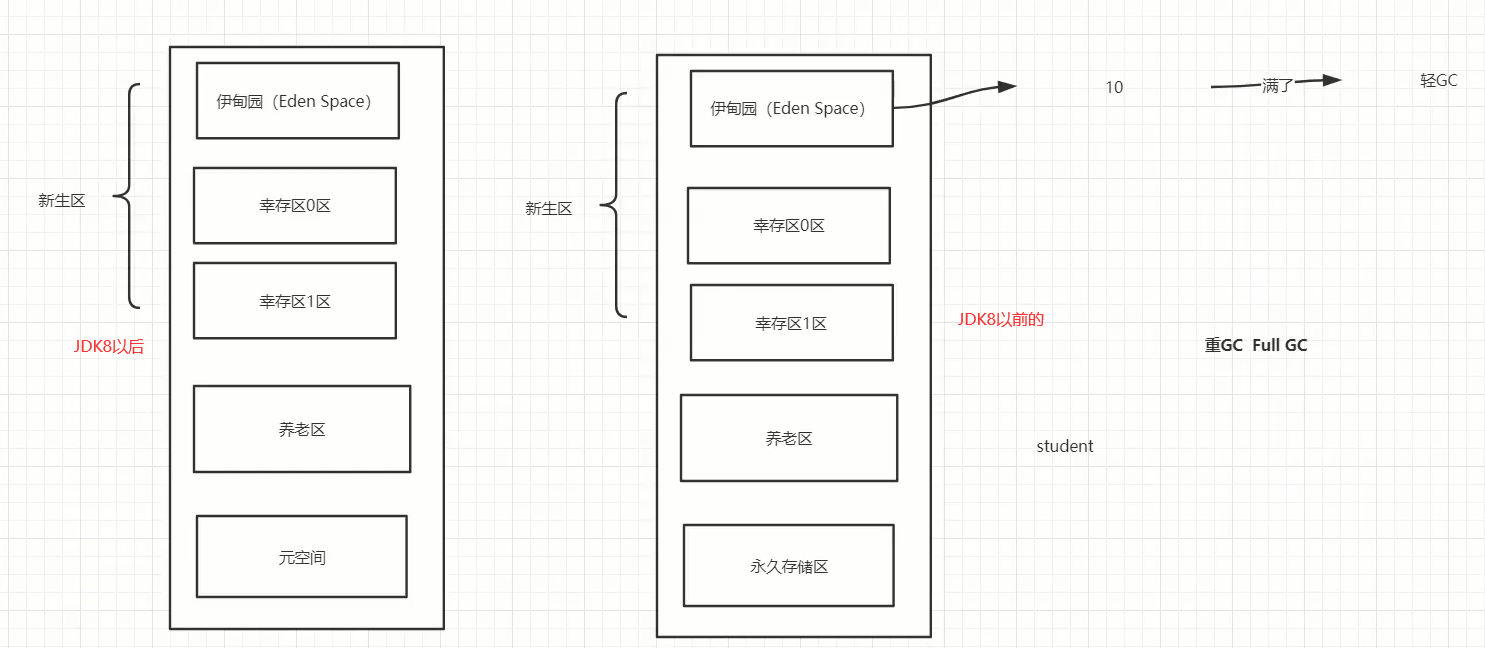 伊甸园（Eden Space）
幸存区0区
新生区
幸存区1区
JDK8以后
养老区
元空间
伊甸园（Eden Space）
10
满了
轻GC
幸存区0区
新生区
幸存区1区
JDK8以前的
重GC Full GC
养老区
student
永久存储区